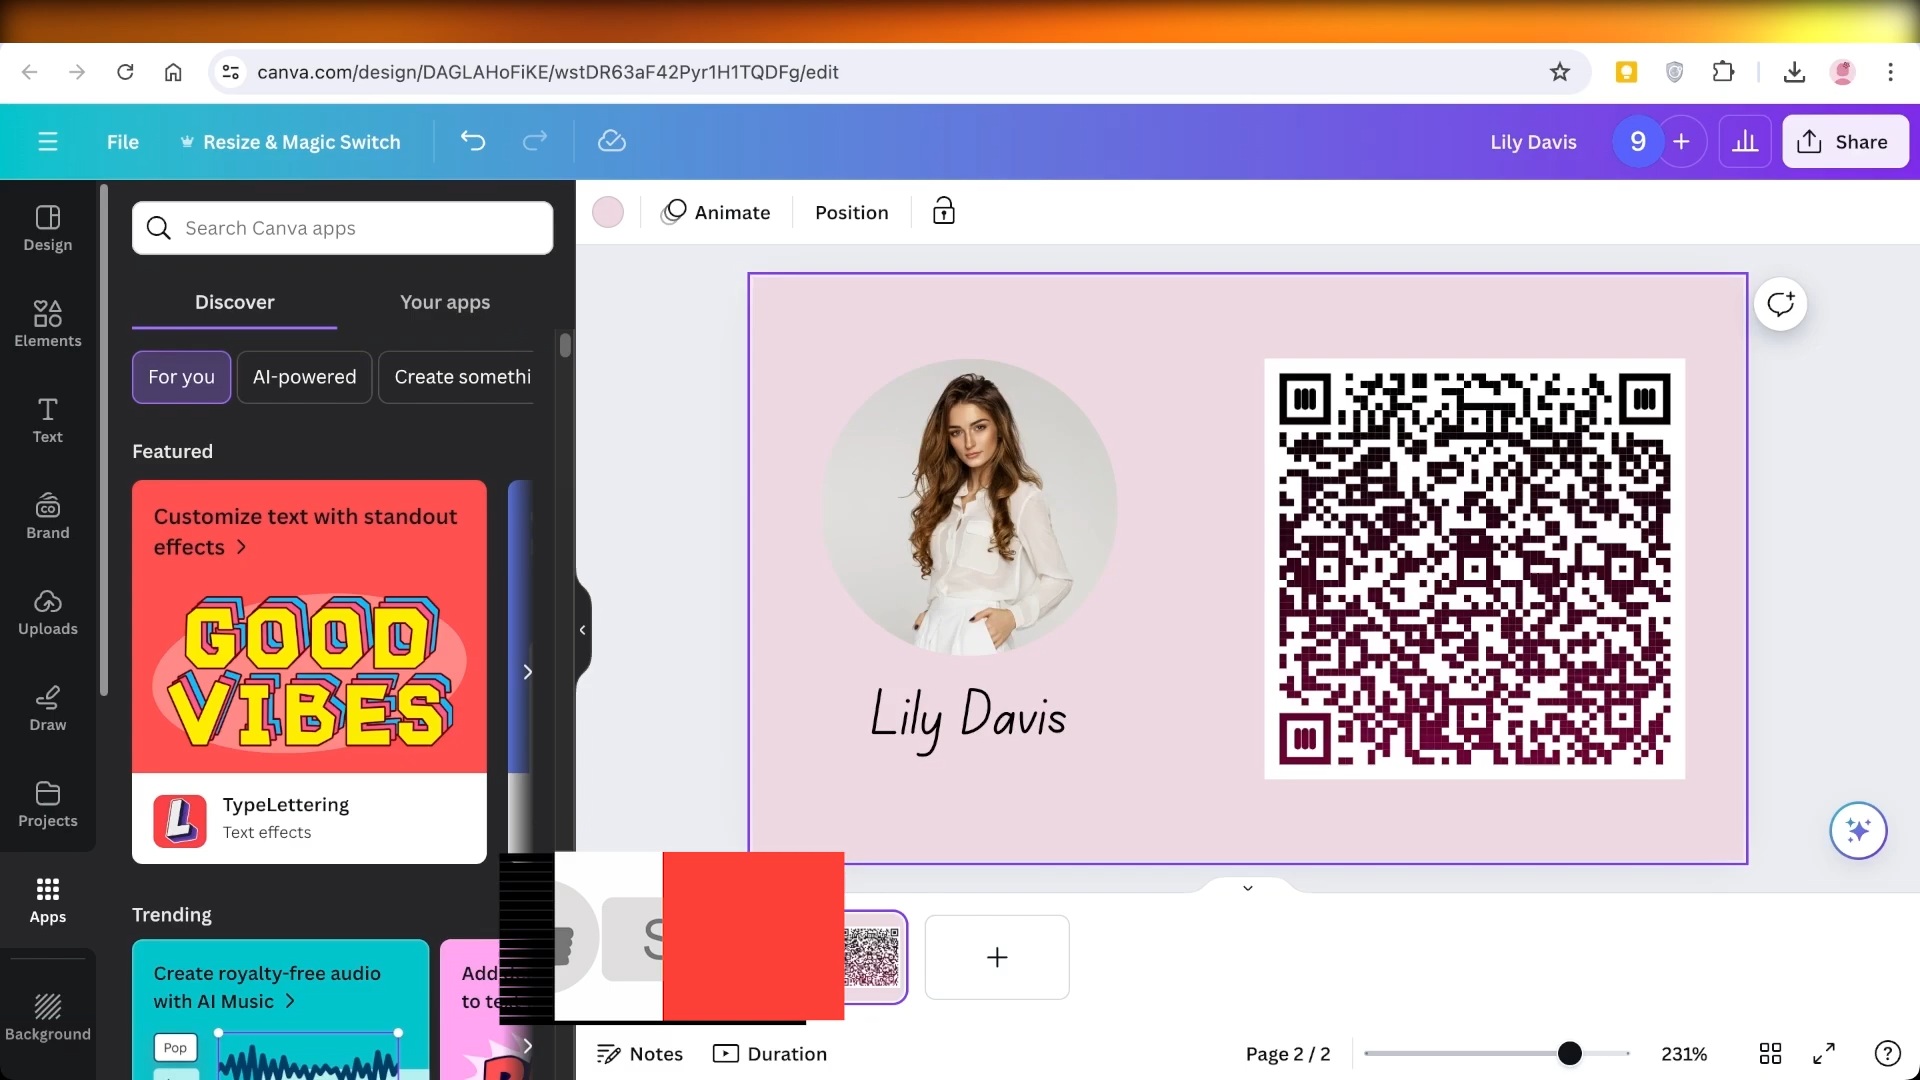 canva.com/design/DAGLAHoFiKE/wstDR63aF42Pyr1H1TQDFg/edit
File
Resize & Magic Switch
Lily Davis
9
Share
Design
Elements
Text
Brand
Uploads
Draw
Projects
Apps
Background
Search Canva apps
Discover
Your apps
For you
AI-powered
Create somethi
Featured
Customize text with standout
effects
GOOD
VIBES
TypeLettering
Text effects
Trending
Create royalty-free audio
with AI Music
Pop
Add
to te
Animate
Position
Lily Davis
S
Notes
Duration
Page 2 / 2
231%